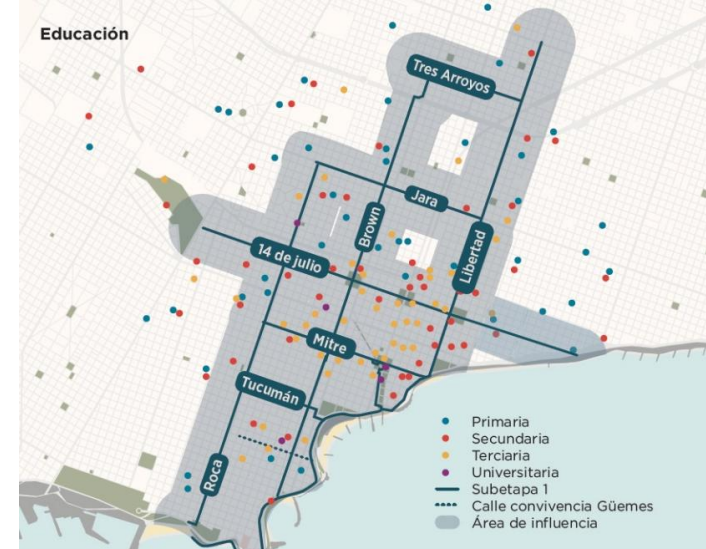 Educación
Tres Arroyos
Jara
Brown
Libertad
14 de julio
Mitre
Tucumán
Roca
Primaria
Secundaria
Terciaria
Universitaria
Subetapa 1
Calle convivencia Güemes
Área de influencia